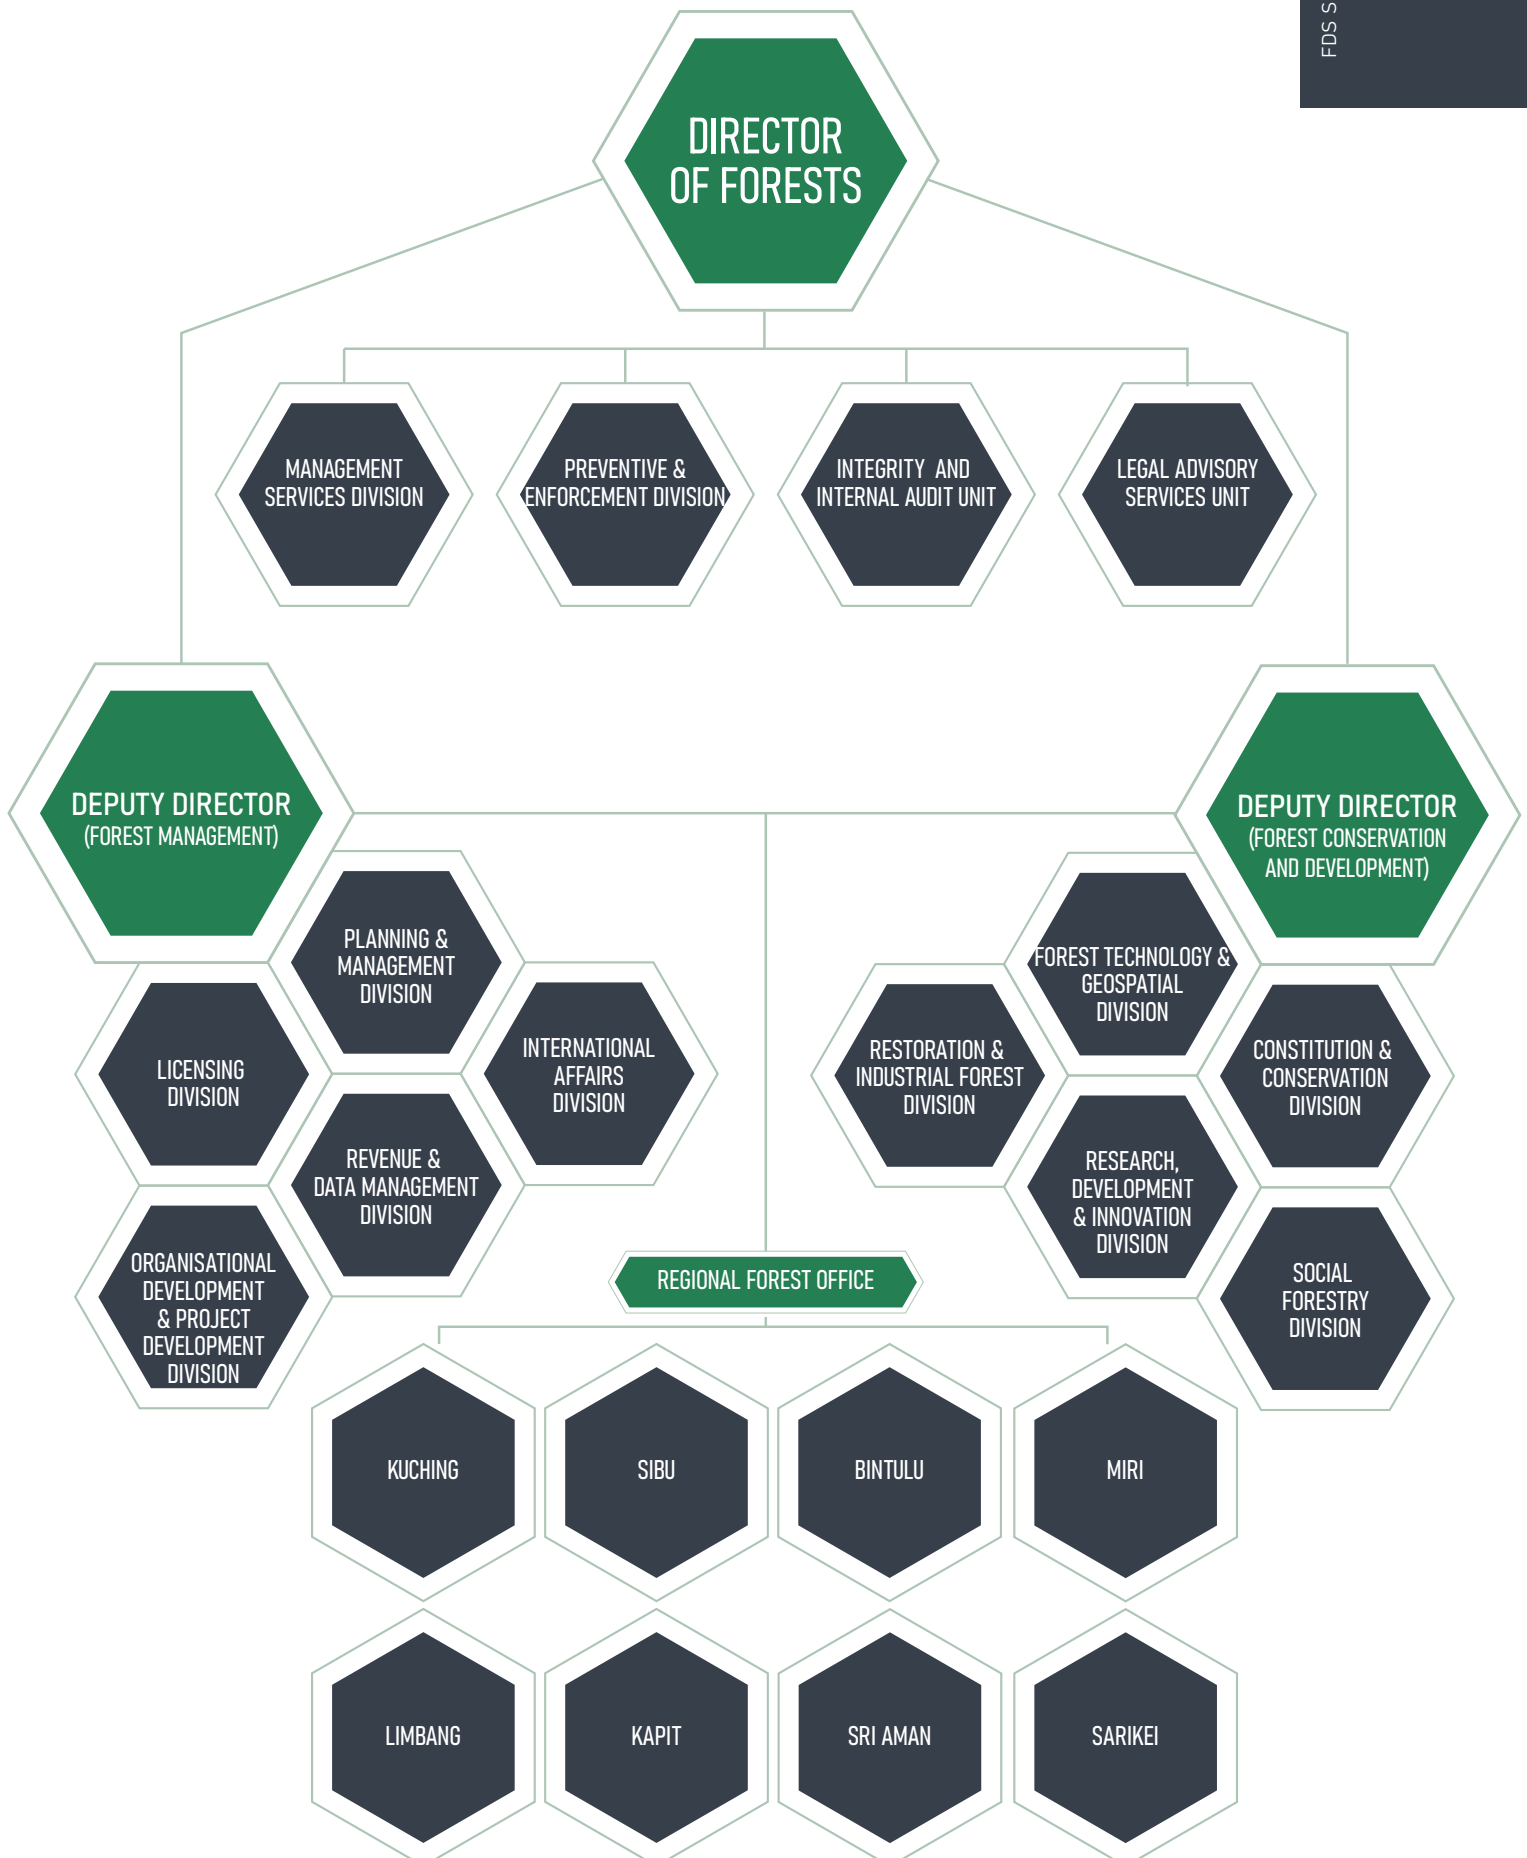 FDS S
DIRECTOR
OF FORESTS
MANAGEMENT
SERVICES DIVISION
PREVENTIVE &
ENFORCEMENT DIVISION
INTEGRITY AND
INTERNAL AUDIT UNIT
LEGAL ADVISORY
SERVICES UNIT
DEPUTY DIRECTOR
(FOREST MANAGEMENT)
DEPUTY DIRECTOR
(FOREST CONSERVATION
AND DEVELOPMENT)
PLANNING &
MANAGEMENT
DIVISION
LICENSING
DIVISION
INTERNATIONAL
AFFAIRS
DIVISION
REVENUE &
DATA MANAGEMENT
DIVISION
ORGANISATIONAL
DEVELOPMENT
& PROJECT
DEVELOPMENT
DIVISION
FOREST TECHNOLOGY &
GEOSPATIAL
DIVISION
RESTORATION &
INDUSTRIAL FOREST
DIVISION
CONSTITUTION &
CONSERVATION
DIVISION
RESEARCH,
DEVELOPMENT
& INNOVATION
DIVISION
SOCIAL
FORESTRY
DIVISION
REGIONAL FOREST OFFICE
KUCHING
SIBU
BINTULU
MIRI
LIMBANG
KAPIT
SRI AMAN
SARIKEI